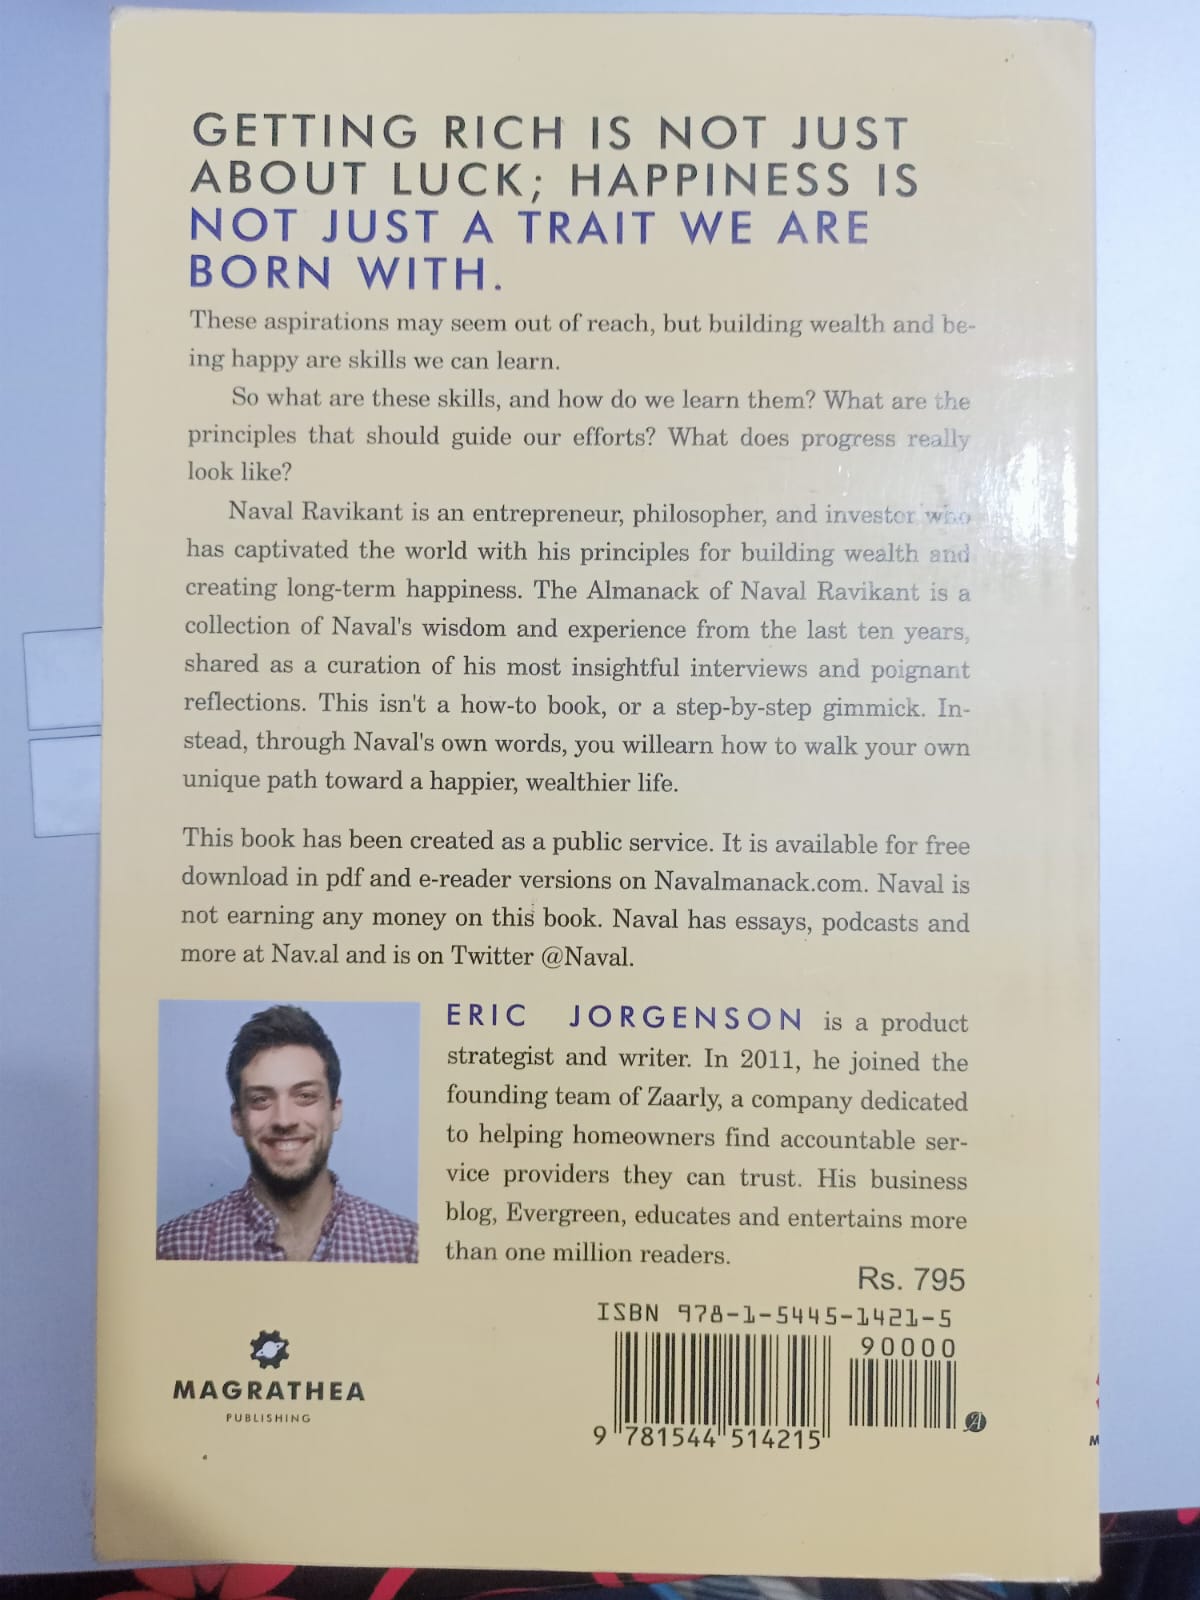 GETTING RICH IS NOT JUST
ABOUT LUCK; HAPPINESS IS
NOT JUST A TRAIT WE ARE
BORN WITH.
These aspirations may seem out of reach, but building wealth and be-
ing happy are skills we can learn.
So what are these skills, and how do we learn them? What are the
principles that should guide our efforts? What does progress really
look like?
Naval Ravikant is an entrepreneur, philosopher, and investor who
has captivated the world with his principles for building wealth and
creating long-term happiness. The Almanack of Naval Ravikant is a
collection of Naval's wisdom and experience from the last ten years,
shared as a curation of his most insightful interviews and poignant
reflections. This isn't a how-to book, or a step-by-step gimmick. In-
stead, through Naval's own words, you willearn how to walk your own
unique path toward a happier, wealthier life.
This book has been created as a public service. It is available for free
download in pdf and e-reader versions on Navalmanack.com. Naval is
not earning any money on this book. Naval has essays, podcasts and
more at Nav.al and is on Twitter @Naval.
ERIC JORGENSON is a product
strategist and writer. In 2011, he joined the
founding team of Zaarly, a company dedicated
to helping homeowners find accountable ser-
vice providers they can trust. His business
blog, Evergreen, educates and entertains more
than one million readers.
Rs. 795
ISBN 978-1-5445-1421-5
90000
9 781544 514215
MAGRATHEA
PUBLISHING